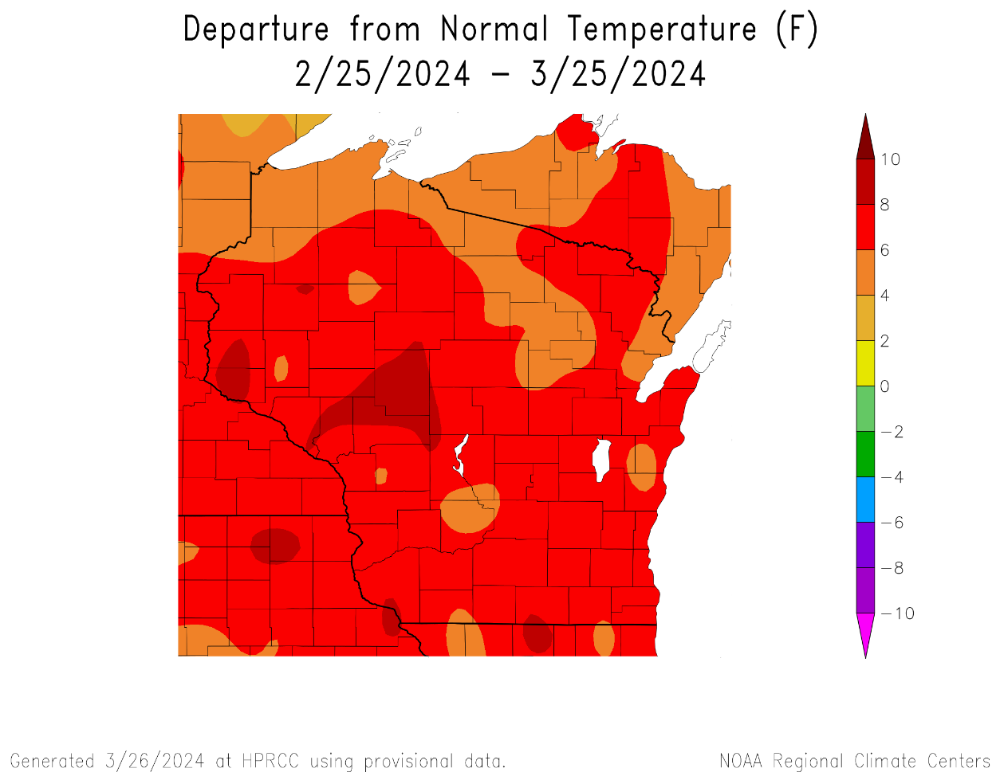 Departure from Normal Temperature (F)
2/25/2024 – 3/25/2024
10
8
6
4
2
0
−2
−4
−6
−8
−10
Generated 3/26/2024 at HPRCC using provisional data.
NOAA Regional Climate Centers